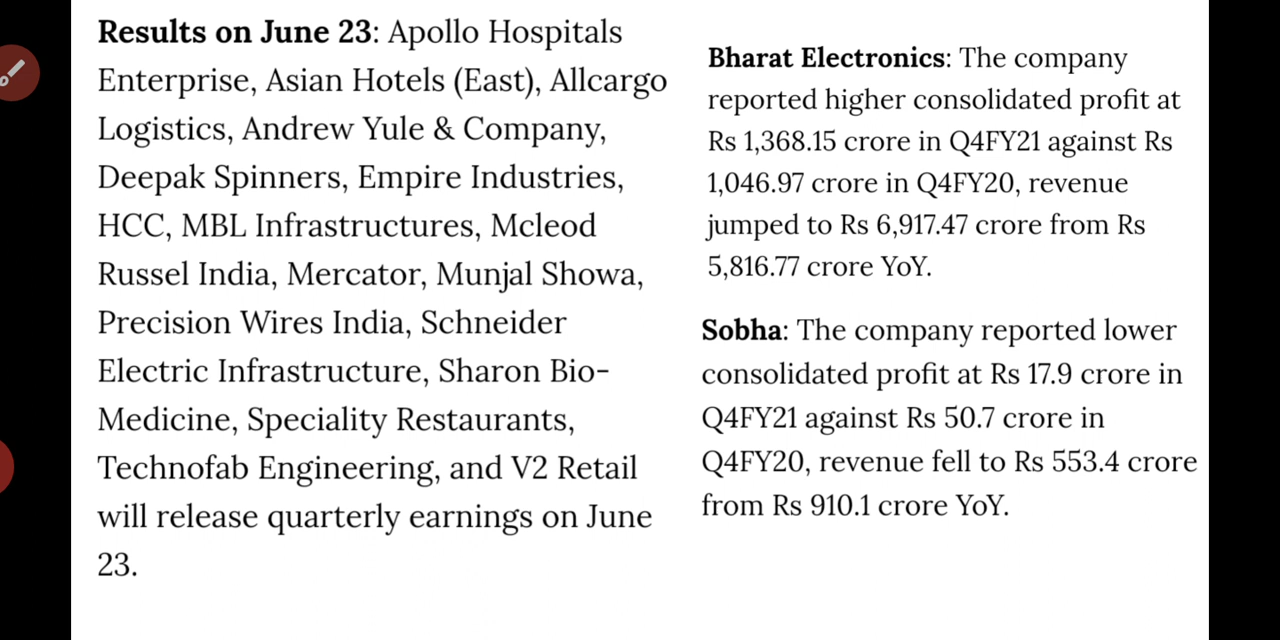 Results on June 23: Apollo Hospitals
Enterprise, Asian Hotels (East), Allcargo
Logistics, Andrew Yule & Company,
Deepak Spinners, Empire Industries,
HCC, MBL Infrastructures, Mcleod
Russel India, Mercator, Munjal Showa,
Precision Wires India, Schneider
Electric Infrastructure, Sharon Bio-
Medicine, Speciality Restaurants,
Technofab Engineering, and V2 Retail
will release quarterly earnings on June
23.
Bharat Electronics: The company
reported higher consolidated profit at
Rs 1,368.15 crore in Q4FY21 against Rs
1,046.97 crore in Q4FY20, revenue
jumped to Rs 6,917.47 crore from Rs
5,816.77 crore YoY.
Sobha: The company reported lower
consolidated profit at Rs 17.9 crore in
Q4FY21 against Rs 50.7 crore in
Q4FY20, revenue fell to Rs 553.4 crore
from Rs 910.1 crore YoY.